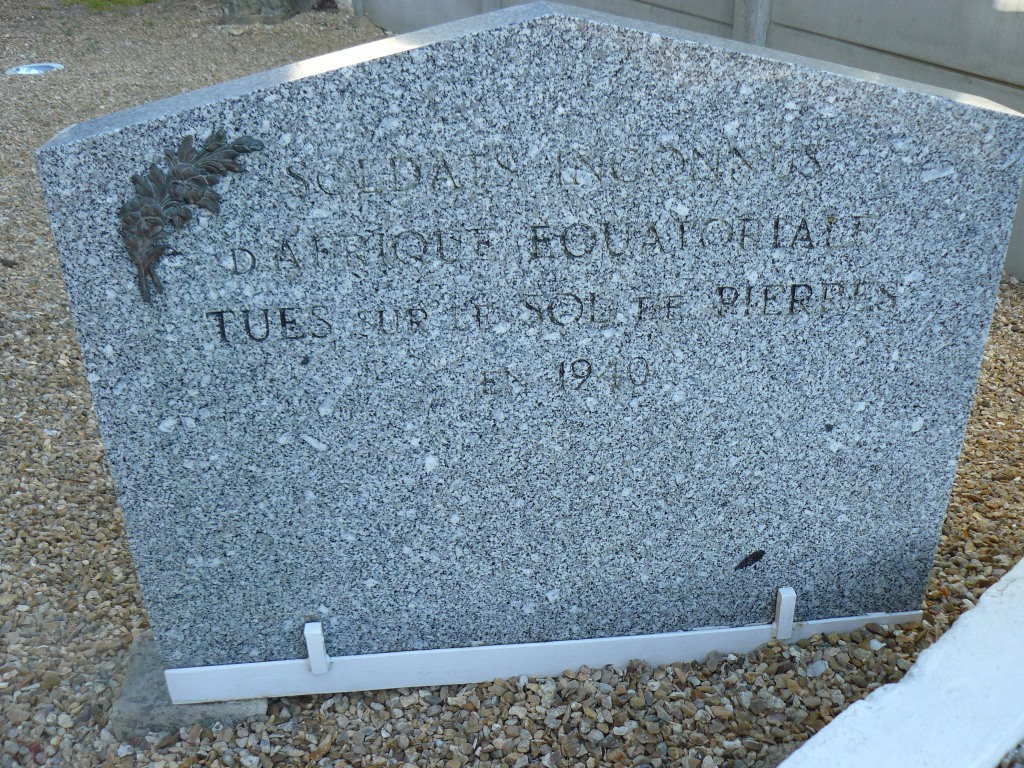 SOLDATS INCONNUS
D'AFRIQUE EQUATORIALE
TUES SUR LE SOL DE PIERRES
EN 1940